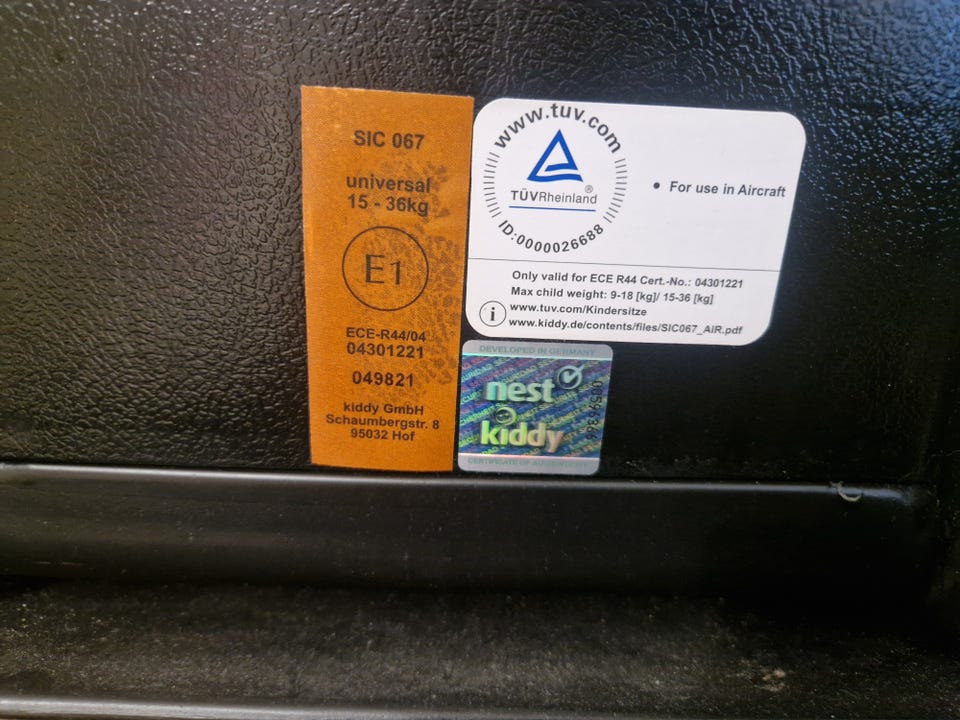 SIC 067
universal
15 - 36kg
E1
ECE-R44/04
04301221
049821
kiddy GmbH
Schaumbergstr. 8
95032 Hof
www.tuv.com
TÜVRheinland®
ID:0000026688
• For use in Aircraft
Only valid for ECE R44 Cert.-No.: 04301221
Max child weight: 9-18 [kg]/ 15-36 [kg]
i
www.tuv.com/Kindersitze
www.kiddy.de/contents/files/SIC067_AIR.pdf
DEVELOPED IN GERMANY
nest
kiddy
CERTIFICATE OF AUTHENTICITY